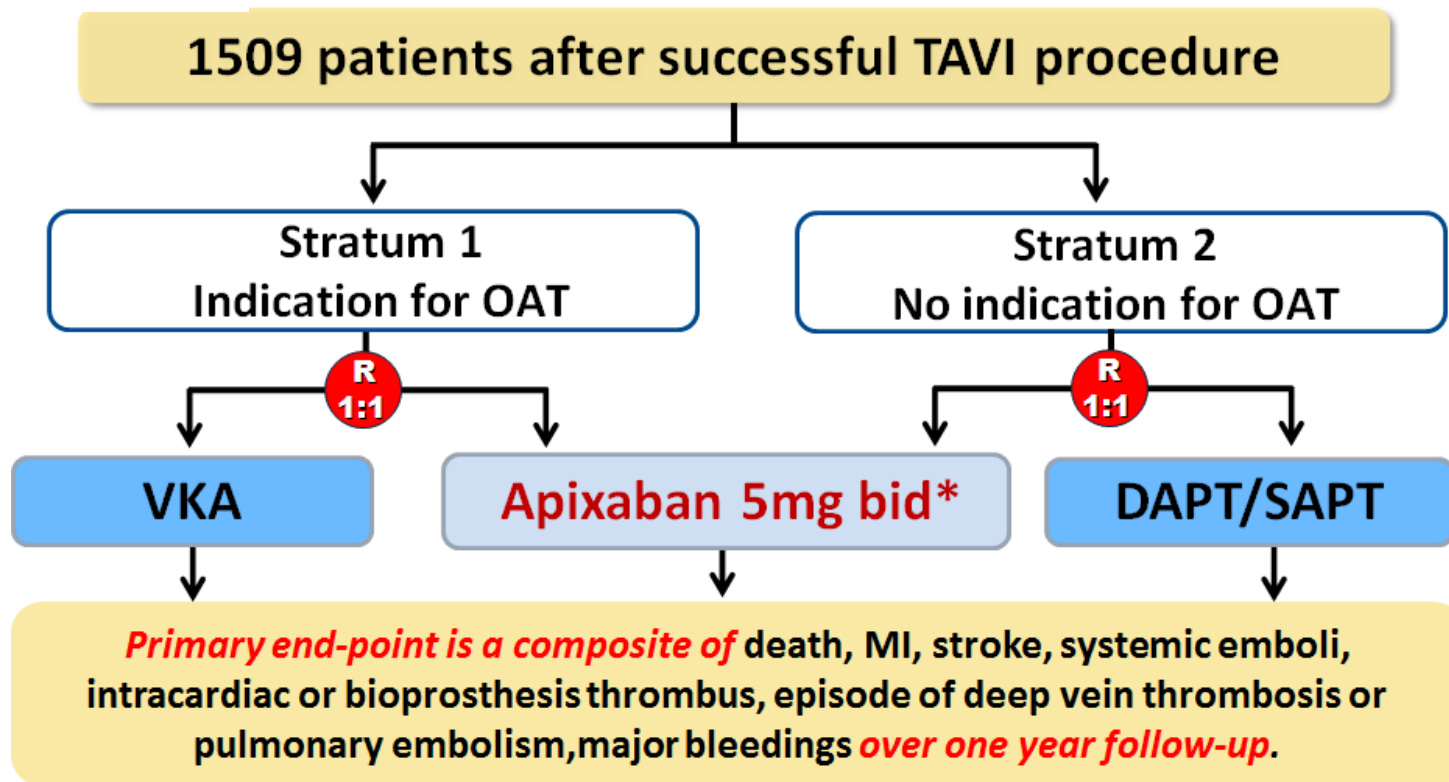 1509 patients after successful TAVI procedure
Stratum 1
Indication for OAT
Stratum 2
No indication for OAT
R
1:1
R
1:1
VKA
Apixaban 5mg bid*
DAPT/SAPT
Primary end-point is a composite of death, MI, stroke, systemic emboli,
intracardiac or bioprosthesis thrombus, episode of deep vein thrombosis or
pulmonary embolism,major bleedings over one year follow-up.